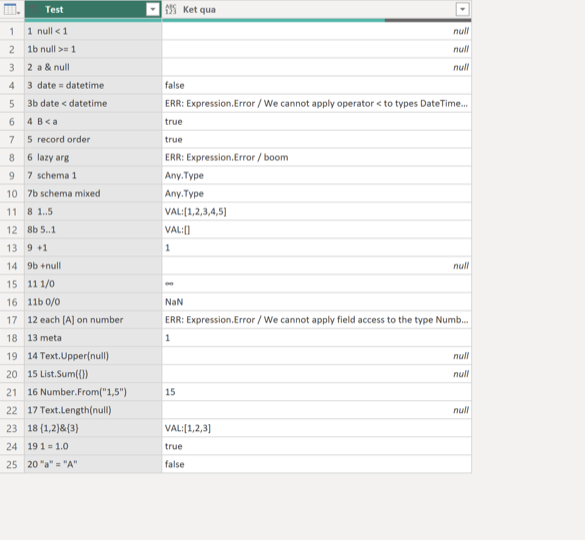 Test ABC 123 Ket qua
1 1 null < 1 null
2 1b null >= 1 null
3 2 a & null null
4 3 date = datetime false
5 3b date < datetime ERR: Expression.Error / We cannot apply operator < to types DateTime...
6 4 B < a true
7 5 record order true
8 6 lazy arg ERR: Expression.Error / boom
9 7 schema 1 Any.Type
10 7b schema mixed Any.Type
11 8 1..5 VAL:[1,2,3,4,5]
12 8b 5..1 VAL:[]
13 9 +1 1
14 9b +null null
15 11 1/0 ∞
16 11b 0/0 NaN
17 12 each [A] on number ERR: Expression.Error / We cannot apply field access to the type Numb...
18 13 meta 1
19 14 Text.Upper(null) null
20 15 List.Sum({}) null
21 16 Number.From("1,5") 15
22 17 Text.Length(null) null
23 18 {1,2}&{3} VAL:[1,2,3]
24 19 1 = 1.0 true
25 20 "a" = "A" false